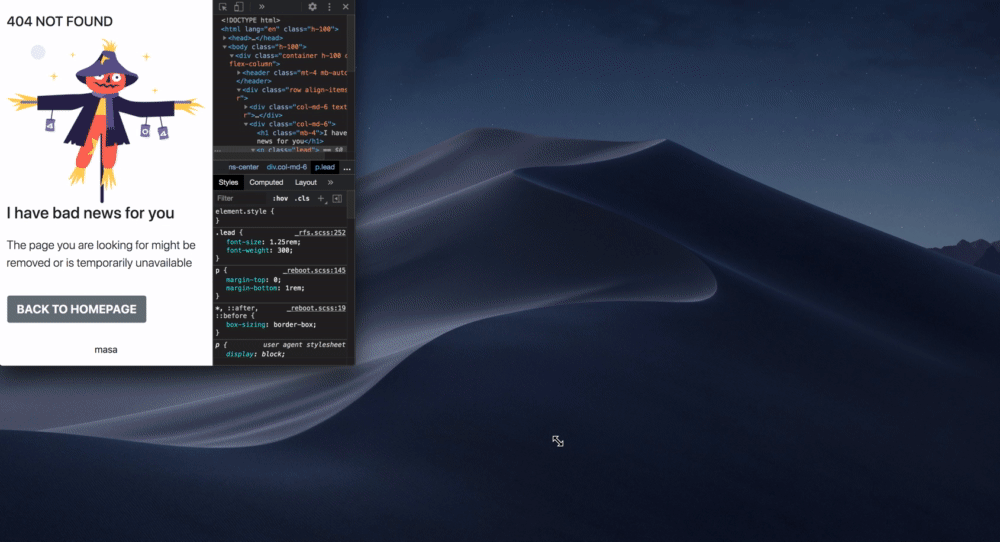 404 NOT FOUND
4
0
4
I have bad news for you
The page you are looking for might be
removed or is temporarily unavailable
BACK TO HOMEPAGE
masa
<!DOCTYPE html>
<html lang="en" class="h-100">
<head>…</head>
<body class="h-100">
<div class="container h-100 d
flex-column">
<header class="mt-4 mb-auto
</header>
<div class="row align-items
r">
<div class="col-md-6 text
r">…</div>
<div class="col-md-6">
<h1 class="mb-4">I have
news for you</h1>
<p class="lead"> == $0
ns-center div.col-md-6 p.lead …
Styles Computed Layout »
Filter :hov .cls +
element.style {
}
.lead { _rfs.scss:252
font-size: 1.25rem;
font-weight: 300;
}
p { _reboot.scss:145
margin-top: 0;
margin-bottom: 1rem;
}
*, ::after, _reboot.scss:19
::before {
box-sizing: border-box;
}
p { user agent stylesheet
display: block;